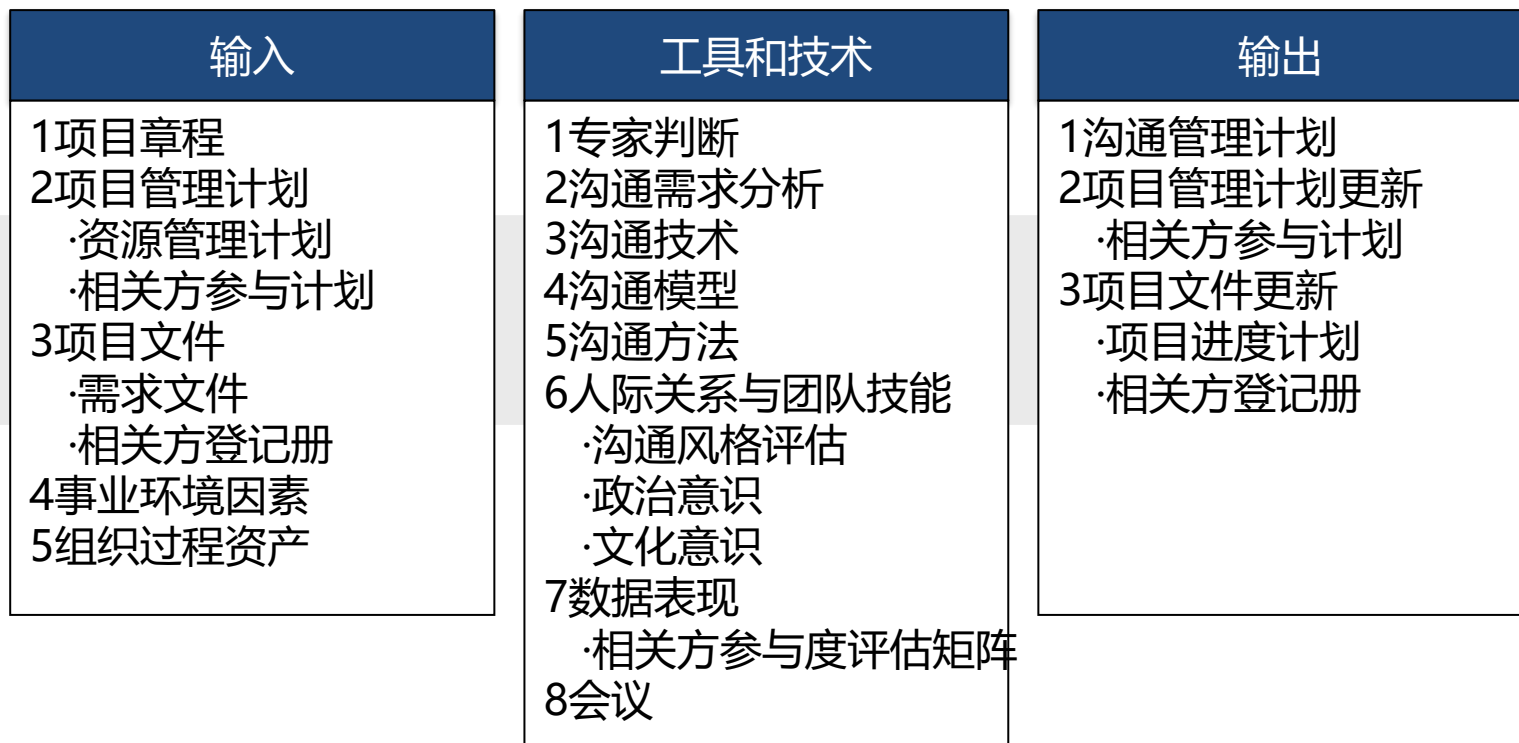 输入
1项目章程
2项目管理计划
·资源管理计划
·相关方参与计划
3项目文件
·需求文件
·相关方登记册
4事业环境因素
5组织过程资产
工具和技术
1专家判断
2沟通需求分析
3沟通技术
4沟通模型
5沟通方法
6人际关系与团队技能
·沟通风格评估
·政治意识
·文化意识
7数据表现
·相关方参与度评估矩阵
8会议
输出
1沟通管理计划
2项目管理计划更新
·相关方参与计划
3项目文件更新
·项目进度计划
·相关方登记册